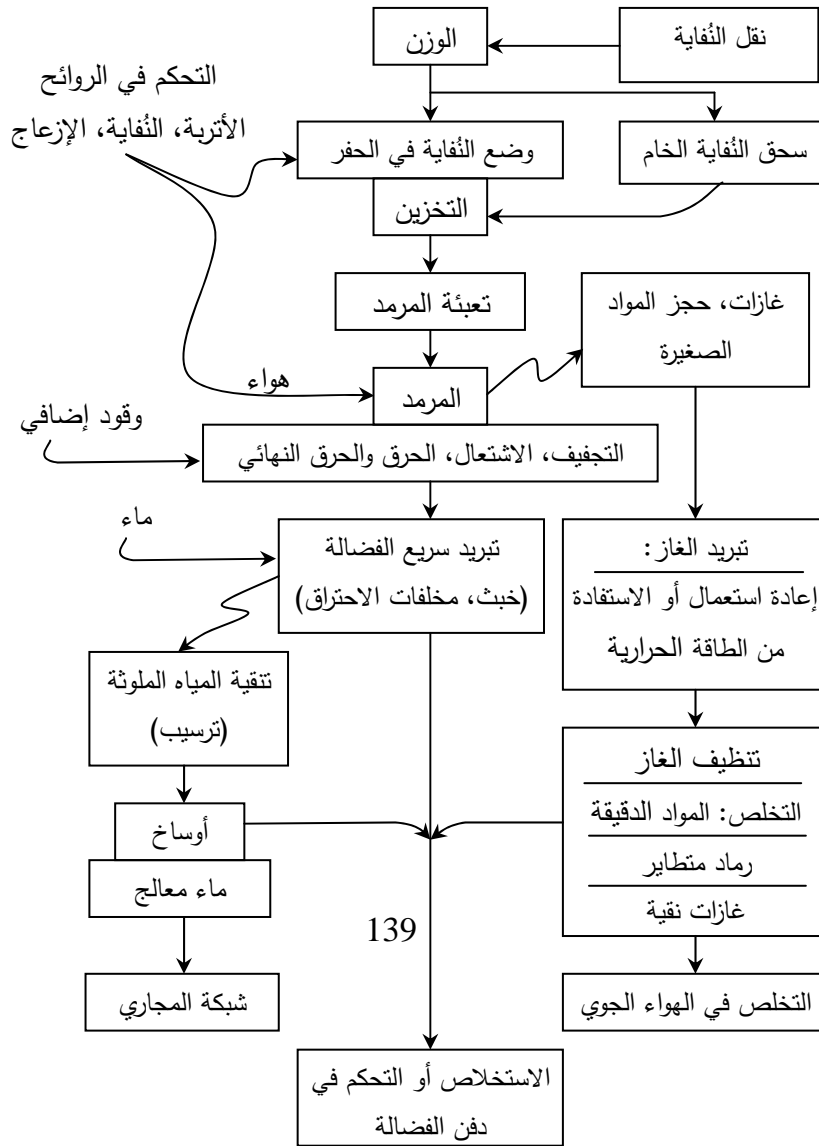 نقل النُفاية
الوزن
التحكم في الروائح
الأتربة، النُفاية، الإزعاج
سحق النُفاية الخام
وضع النُفاية في الحفر
التخزين
تعبئة المرمد
غازات، حجز المواد
الصغيرة
هواء
المرمد
وقود إضافي
التجفيف، الاشتعال، الحرق والحرق النهائي
ماء
تبريد سريع الفضالة
(خبث، مخلفات الاحتراق)
تبريد الغاز:
إعادة استعمال أو الاستفادة
من الطاقة الحرارية
تنقية المياه الملوثة
(ترسيب)
تنظيف الغاز
التخلص: المواد الدقيقة
رماد متطاير
غازات نقية
أوساخ
ماء معالج
139
شبكة المجاري
التخلص في الهواء الجوي
الاستخلاص أو التحكم في
دفن الفضالة